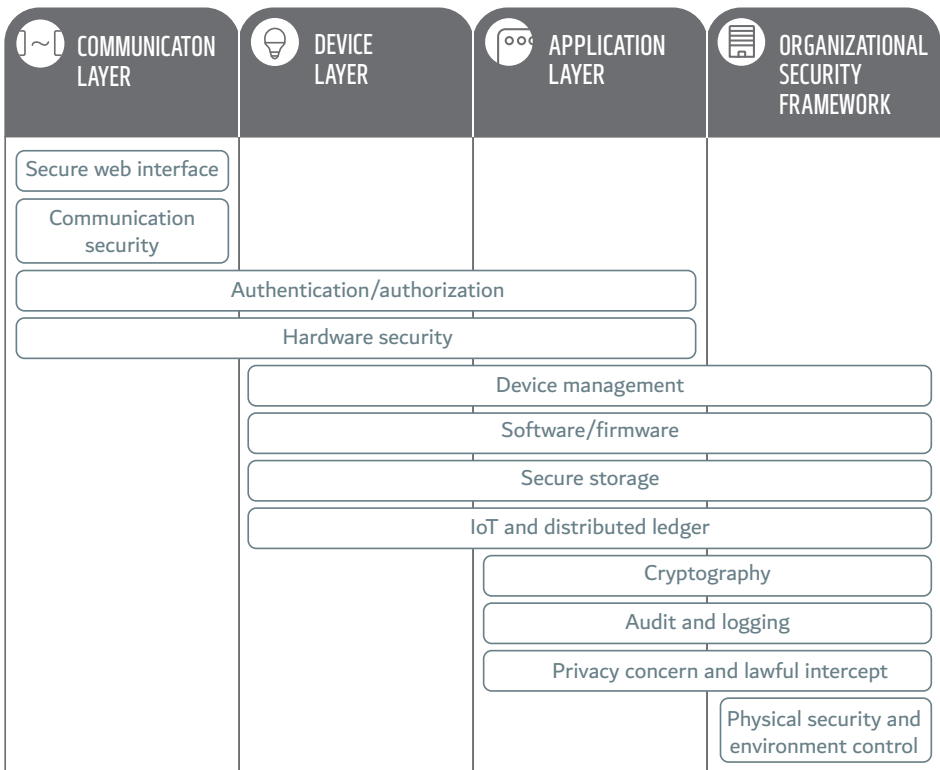 COMMUNICATON
LAYER
DEVICE
LAYER
APPLICATION
LAYER
ORGANIZATIONAL
SECURITY
FRAMEWORK
Secure web interface
Communication
security
Authentication/authorization
Hardware security
Device management
Software/firmware
Secure storage
IoT and distributed ledger
Cryptography
Audit and logging
Privacy concern and lawful intercept
Physical security and
environment control